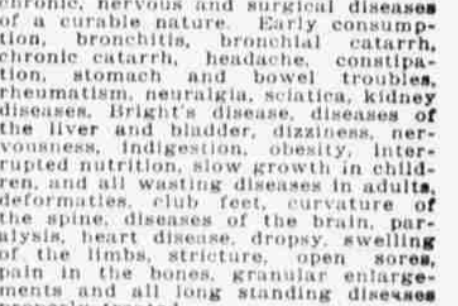 chronic, nervous and surgical diseases
of a curable nature. Early consump-
tion, bronchitis, bronchial catarrh,
chronic catarrh, headache, constipa-
tion, stomach and bowel troubles,
rheumatism, neuralgia, sciatica, kidney
diseases, Bright's disease, diseases of
the liver and bladder, dizziness, ner-
vousness, indigestion, obesity, inter-
rupted nutrition, slow growth in child-
ren, and all wasting diseases in adults,
deformaties, club feet, curvature of
the spine, diseases of the brain, par-
alysis, heart disease, dropsy, swelling
of the limbs, stricture, open sores,
pain in the bones, granular enlarge-
ments and all long standing diseases